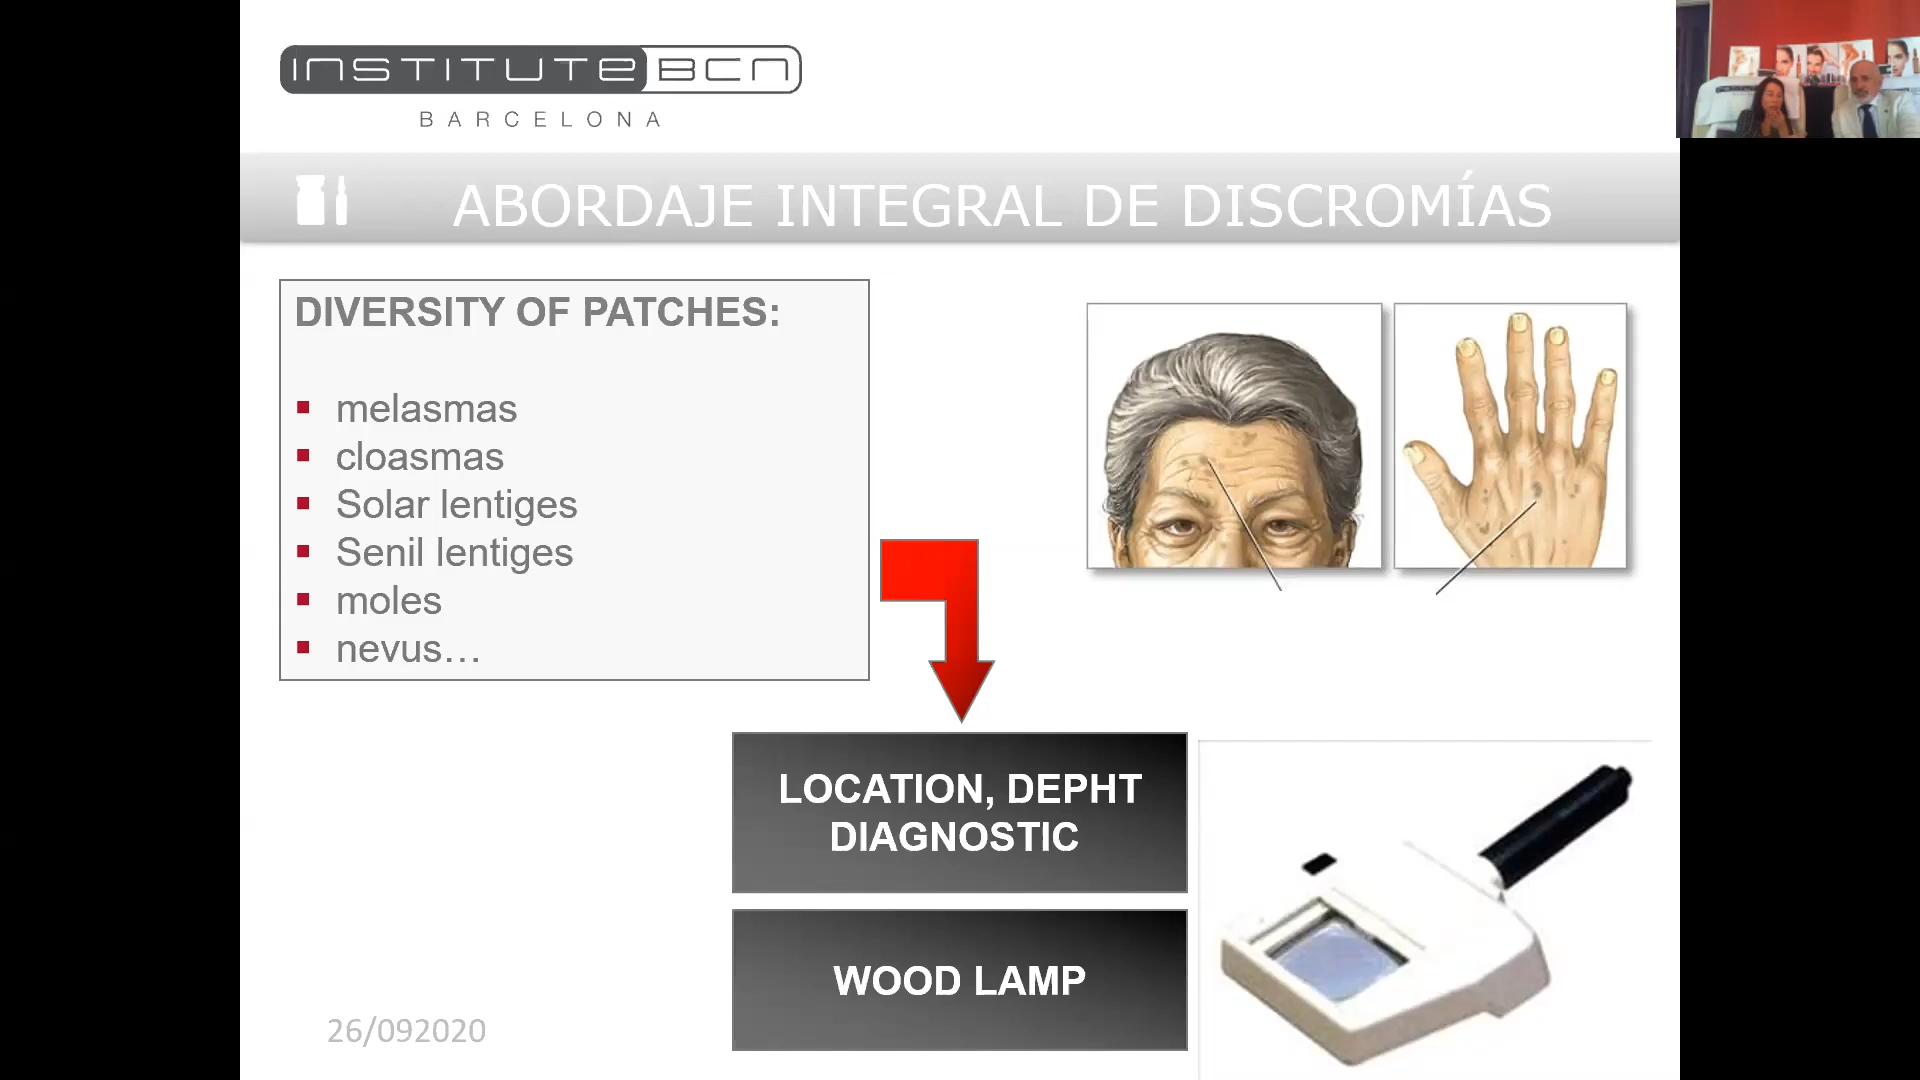 INSTITUTE BCN
BARCELONA
ABORDAJE INTEGRAL DE DISCROMÍAS
DIVERSITY OF PATCHES:
melasmas
cloasmas
Solar lentiges
Senil lentiges
moles
nevus…
LOCATION, DEPHT
DIAGNOSTIC
WOOD LAMP
26/092020